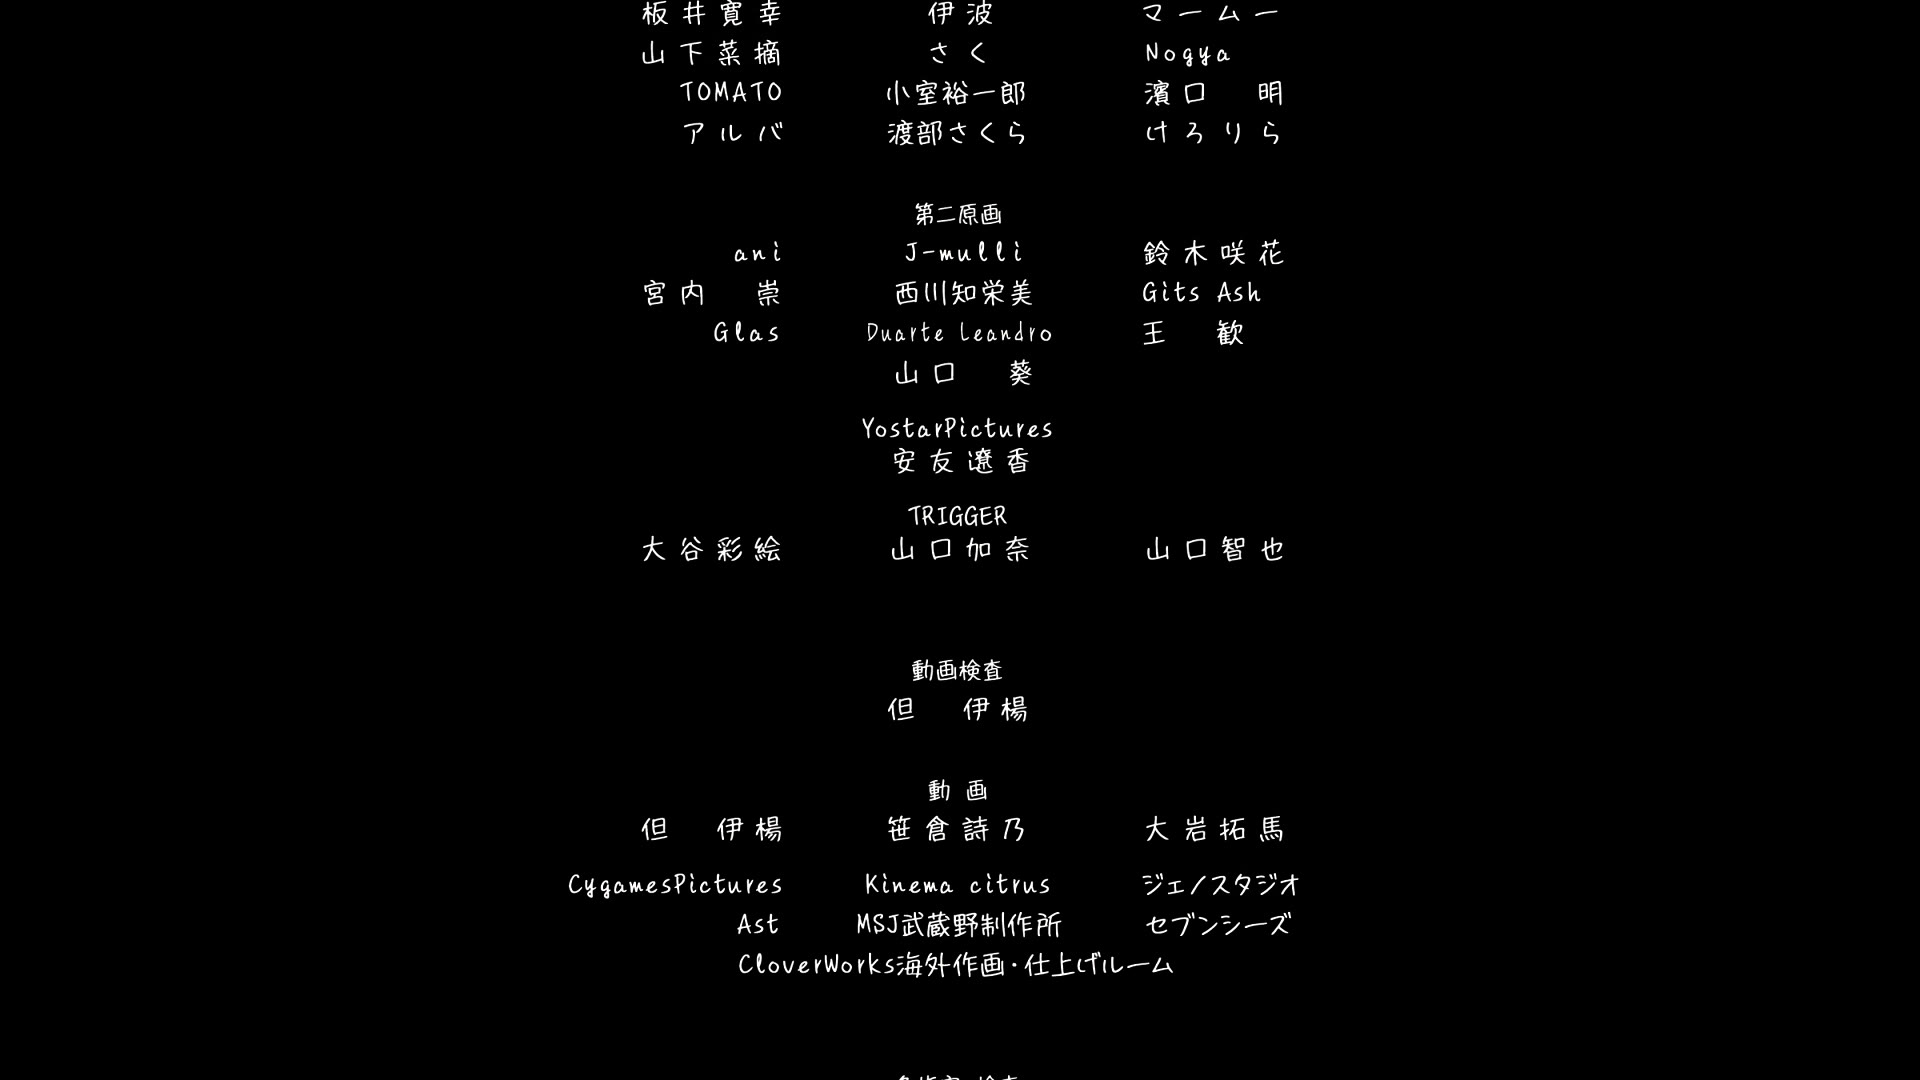 板井寛幸 伊波 マームー
山下菜摘 さく Nogya
TOMATO 小室裕一郎 濱口 明
アルバ 渡部さくら けろりら
第二原画
ani J-mulli 鈴木咲花
宮内 崇 西川知栄美 Gits Ash
Glas Duarte Leandro 王 歓
山口 葵
YostarPictures
安友遼香
TRIGGER
大谷彩絵 山口加奈 山口智也
動画検査
但 伊楊
動画
但 伊楊 笹倉詩乃 大岩拓馬
CygamesPictures Kinema citrus ジェノスタジオ
Ast MSJ武蔵野制作所 セブンシーズ
CloverWorks海外作画・仕上げルーム